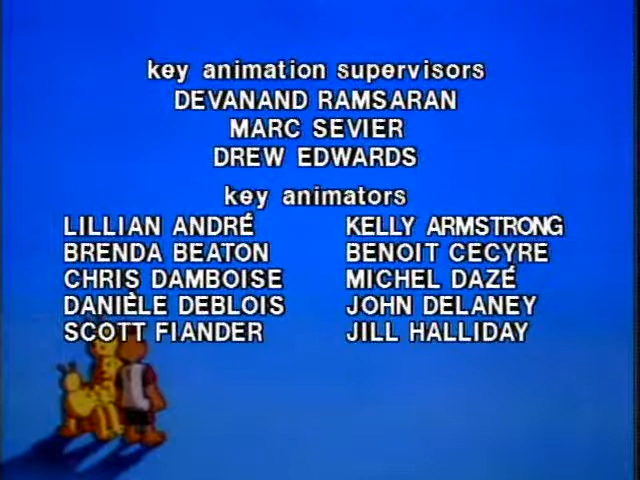 key animation supervisors
DEVANAND RAMSARAN
MARC SEVIER
DREW EDWARDS
key animators
LILLIAN ANDRÉ KELLY ARMSTRONG
BRENDA BEATON BENOIT CECYRE
CHRIS DAMBOISE MICHEL DAZÉ
DANIÈLE DEBLOIS JOHN DELANEY
SCOTT FIANDER JILL HALLIDAY